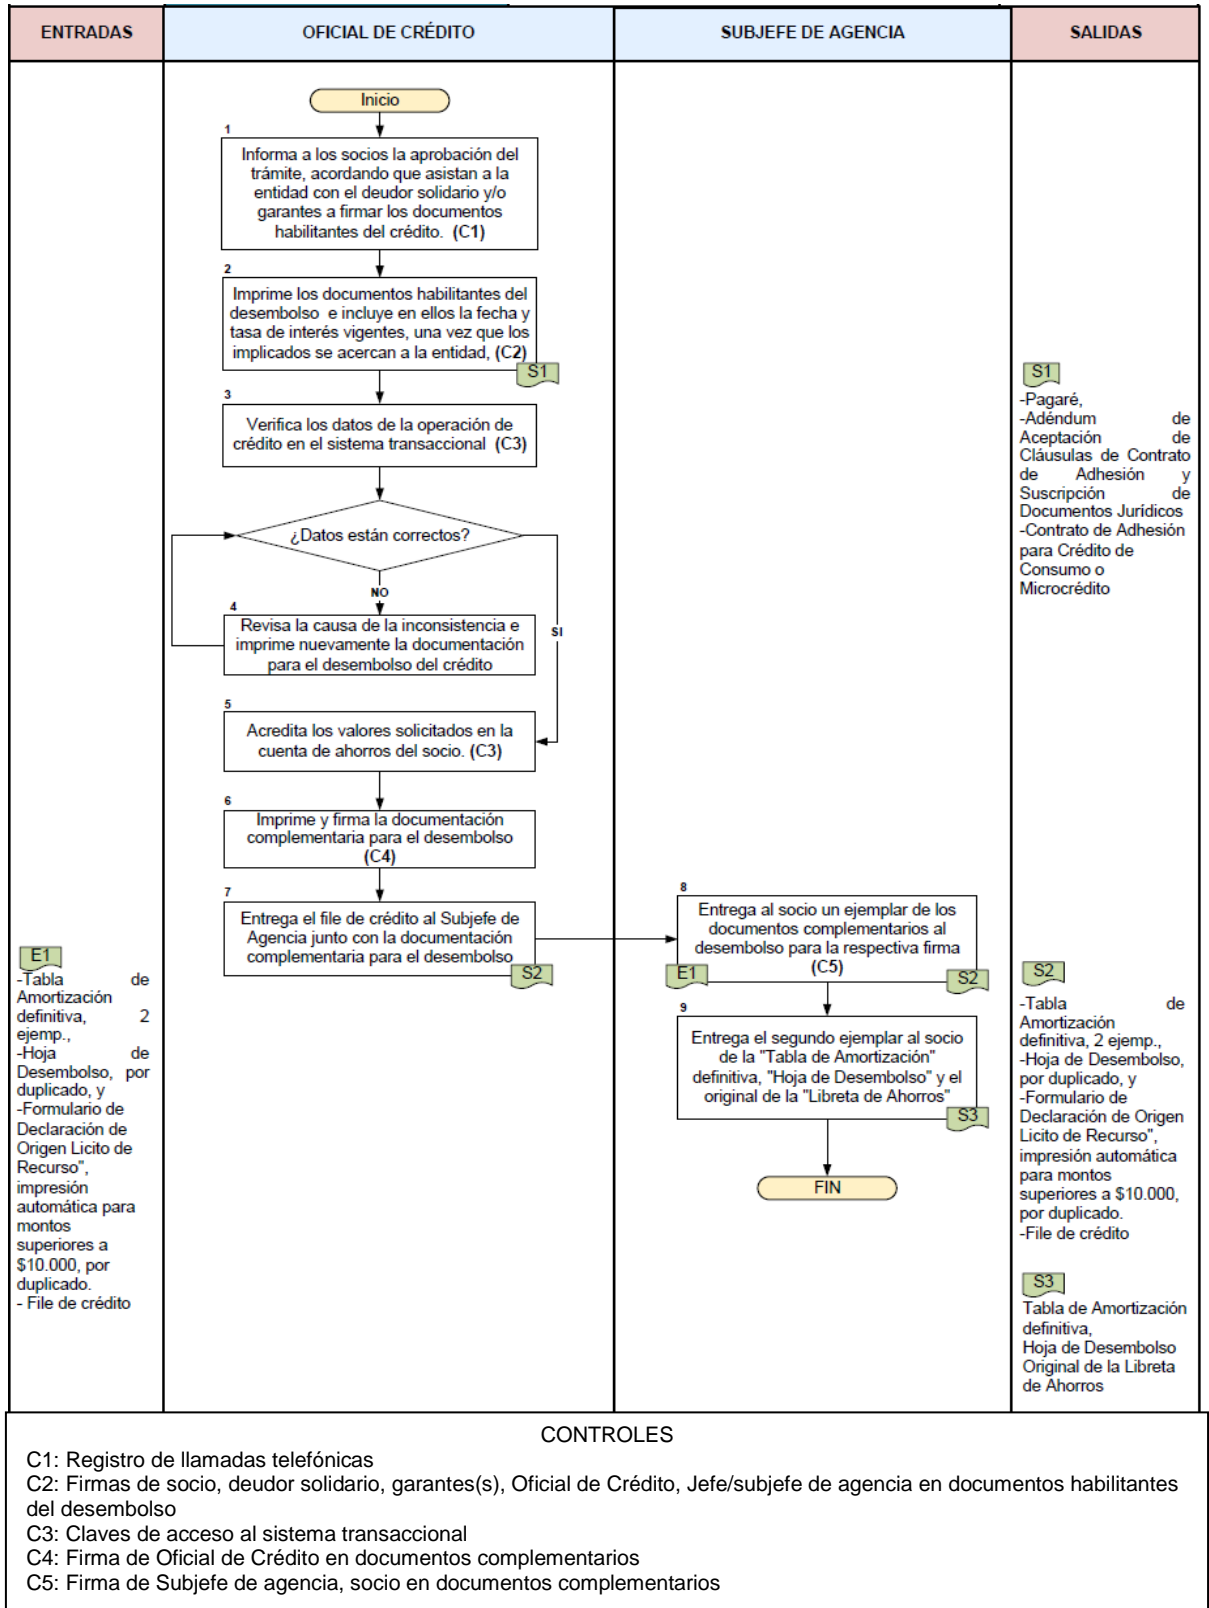 ENTRADAS
OFICIAL DE CRÉDITO
SUBJEFE DE AGENCIA
SALIDAS
Inicio
1
Informa a los socios la aprobación del
trámite, acordando que asistan a la
entidad con el deudor solidario y/o
garantes a firmar los documentos
habilitantes del crédito. (C1)
2
Imprime los documentos habilitantes del
desembolso e incluye en ellos la fecha y
tasa de interés vigentes, una vez que los
implicados se acercan a la entidad, (C2)
S1
3
Verifica los datos de la operación de
crédito en el sistema transaccional (C3)
¿Datos están correctos?
NO
SI
4
Revisa la causa de la inconsistencia e
imprime nuevamente la documentación
para el desembolso del crédito
5
Acredita los valores solicitados en la
cuenta de ahorros del socio. (C3)
6
Imprime y firma la documentación
complementaria para el desembolso
(C4)
7
Entrega el file de crédito al Subjefe de
Agencia junto con la documentación
complementaria para el desembolso
S2
8
Entrega al socio un ejemplar de los
documentos complementarios al
desembolso para la respectiva firma
(C5)
E1
S2
9
Entrega el segundo ejemplar al socio
de la "Tabla de Amortización"
definitiva, "Hoja de Desembolso" y el
original de la "Libreta de Ahorros"
S3
FIN
E1
-Tabla de
Amortización
definitiva, 2
ejemp.,
-Hoja de
Desembolso, por
duplicado, y
-Formulario de
Declaración de
Origen Licito de
Recurso",
impresión
automática para
montos
superiores a
$10.000, por
duplicado.
- File de crédito
S1
-Pagaré,
-Adéndum de
Aceptación de
Cláusulas de Contrato
de Adhesión y
Suscripción de
Documentos Jurídicos
-Contrato de Adhesión
para Crédito de
Consumo o
Microcrédito
S2
-Tabla de
Amortización
definitiva, 2 ejemp.,
-Hoja de Desembolso,
por duplicado, y
-Formulario de
Declaración de Origen
Licito de Recurso",
impresión automática
para montos
superiores a $10.000,
por duplicado.
-File de crédito
S3
Tabla de Amortización
definitiva,
Hoja de Desembolso
Original de la Libreta
de Ahorros
CONTROLES
C1: Registro de llamadas telefónicas
C2: Firmas de socio, deudor solidario, garantes(s), Oficial de Crédito, Jefe/subjefe de agencia en documentos habilitantes
del desembolso
C3: Claves de acceso al sistema transaccional
C4: Firma de Oficial de Crédito en documentos complementarios
C5: Firma de Subjefe de agencia, socio en documentos complementarios